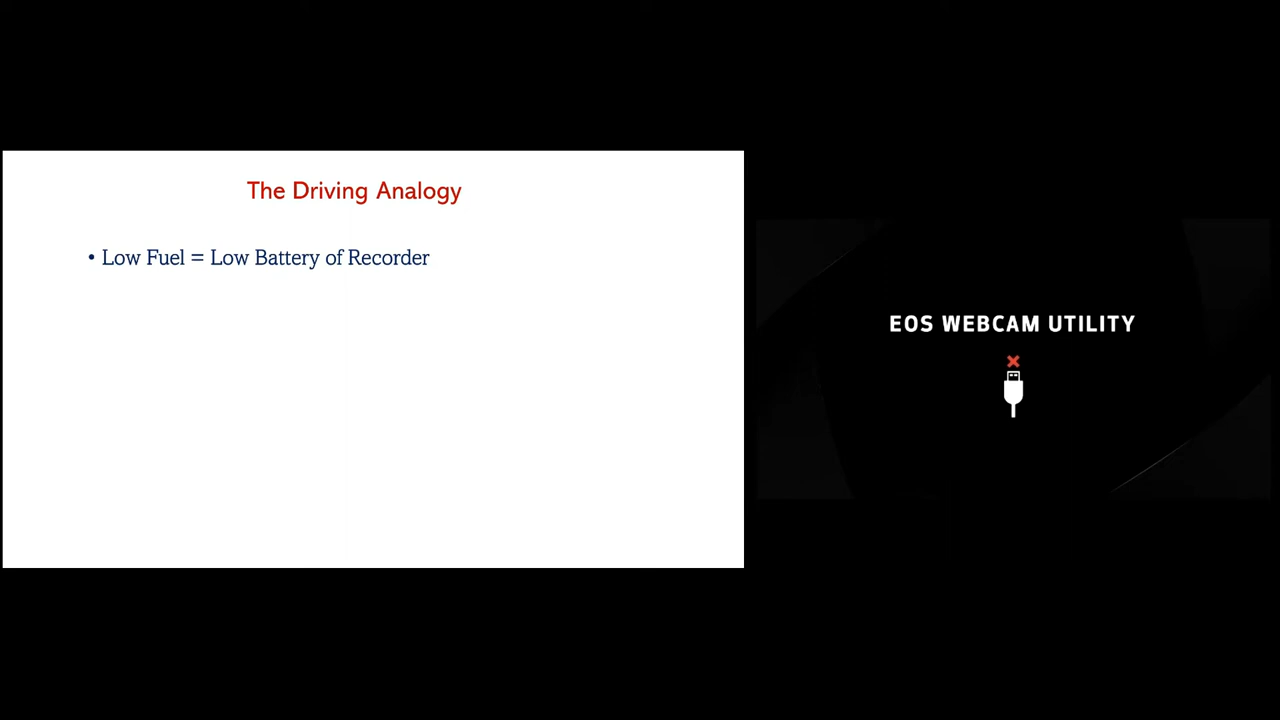 The Driving Analogy
• Low Fuel = Low Battery of Recorder
EOS WEBCAM UTILITY